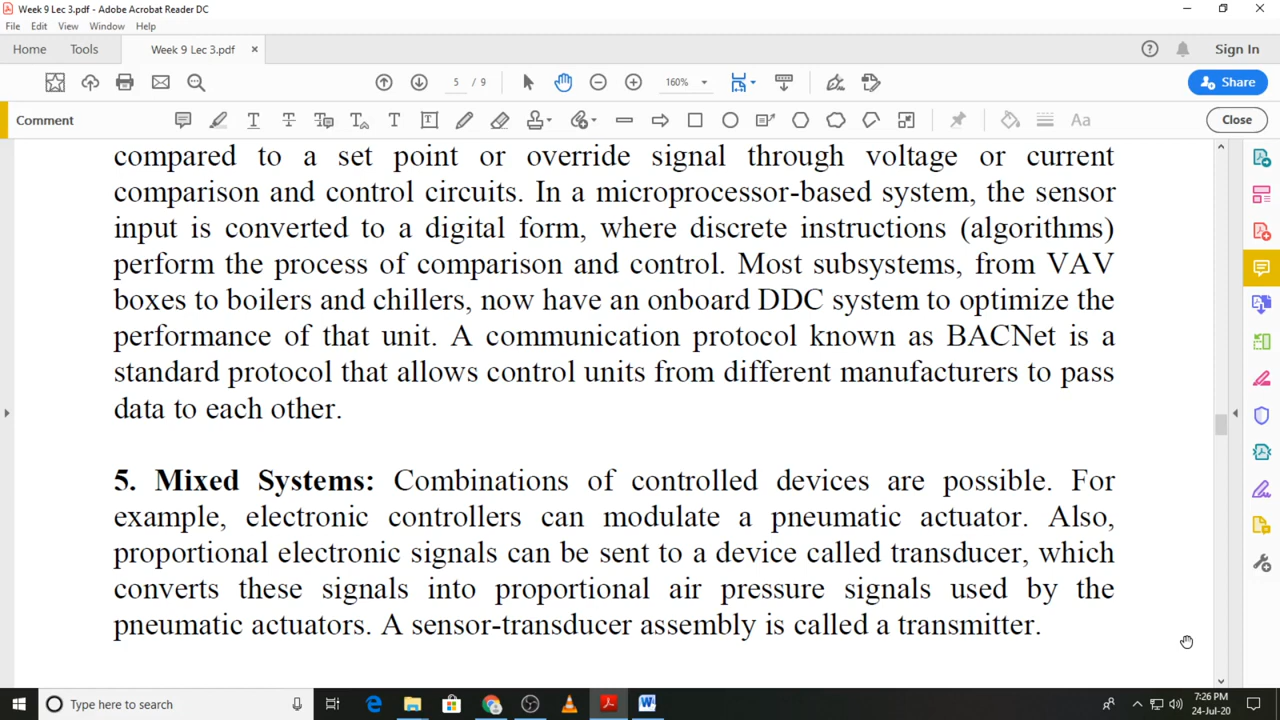 Week 9 Lec 3.pdf - Adobe Acrobat Reader DC
File Edit View Window Help
Home Tools Week 9 Lec 3.pdf × Sign In
5 / 9 160% Share
Comment Aa Close
compared to a set point or override signal through voltage or current
comparison and control circuits. In a microprocessor-based system, the sensor
input is converted to a digital form, where discrete instructions (algorithms)
perform the process of comparison and control. Most subsystems, from VAV
boxes to boilers and chillers, now have an onboard DDC system to optimize the
performance of that unit. A communication protocol known as BACNet is a
standard protocol that allows control units from different manufacturers to pass
data to each other.
5. Mixed Systems: Combinations of controlled devices are possible. For
example, electronic controllers can modulate a pneumatic actuator. Also,
proportional electronic signals can be sent to a device called transducer, which
converts these signals into proportional air pressure signals used by the
pneumatic actuators. A sensor-transducer assembly is called a transmitter.
Type here to search
7:26 PM
24-Jul-20